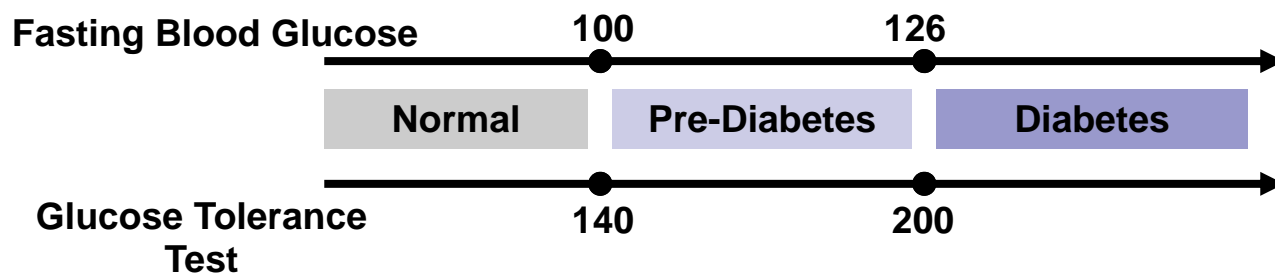 Fasting Blood Glucose 100 126
Normal Pre-Diabetes Diabetes
Glucose Tolerance 140 200
Test